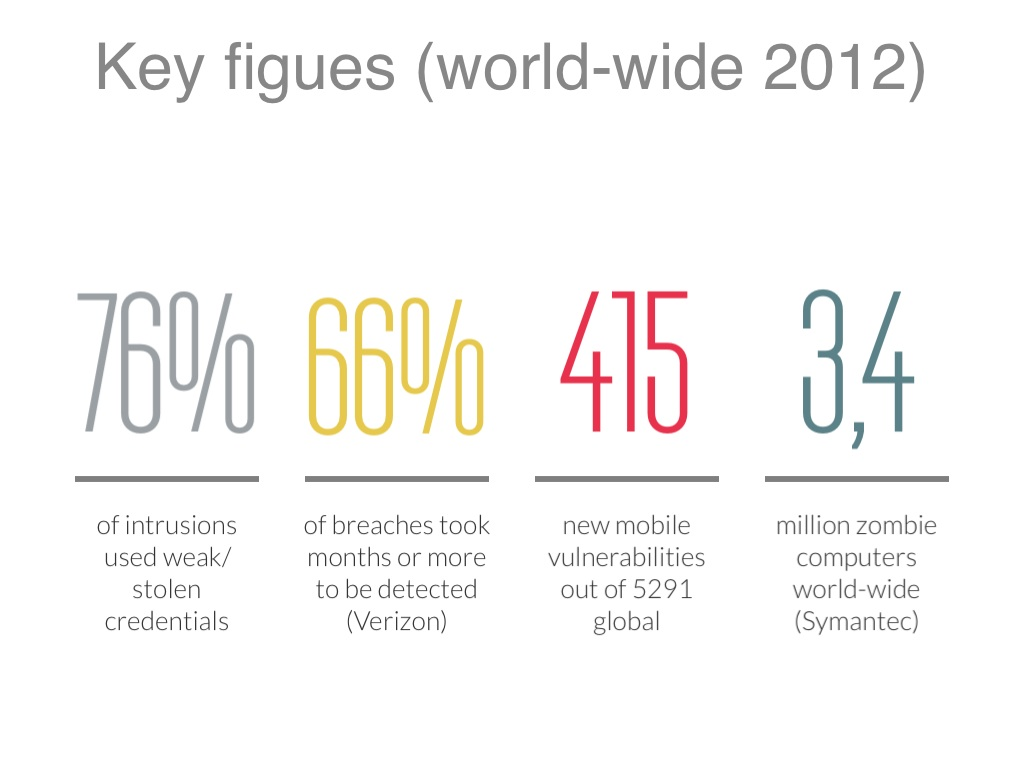 Key figues (world-wide 2012)
76%
of intrusions
used weak/
stolen
credentials
66%
of breaches took
months or more
to be detected
(Verizon)
415
new mobile
vulnerabilities
out of 5291
global
3,4
million zombie
computers
world-wide
(Symantec)